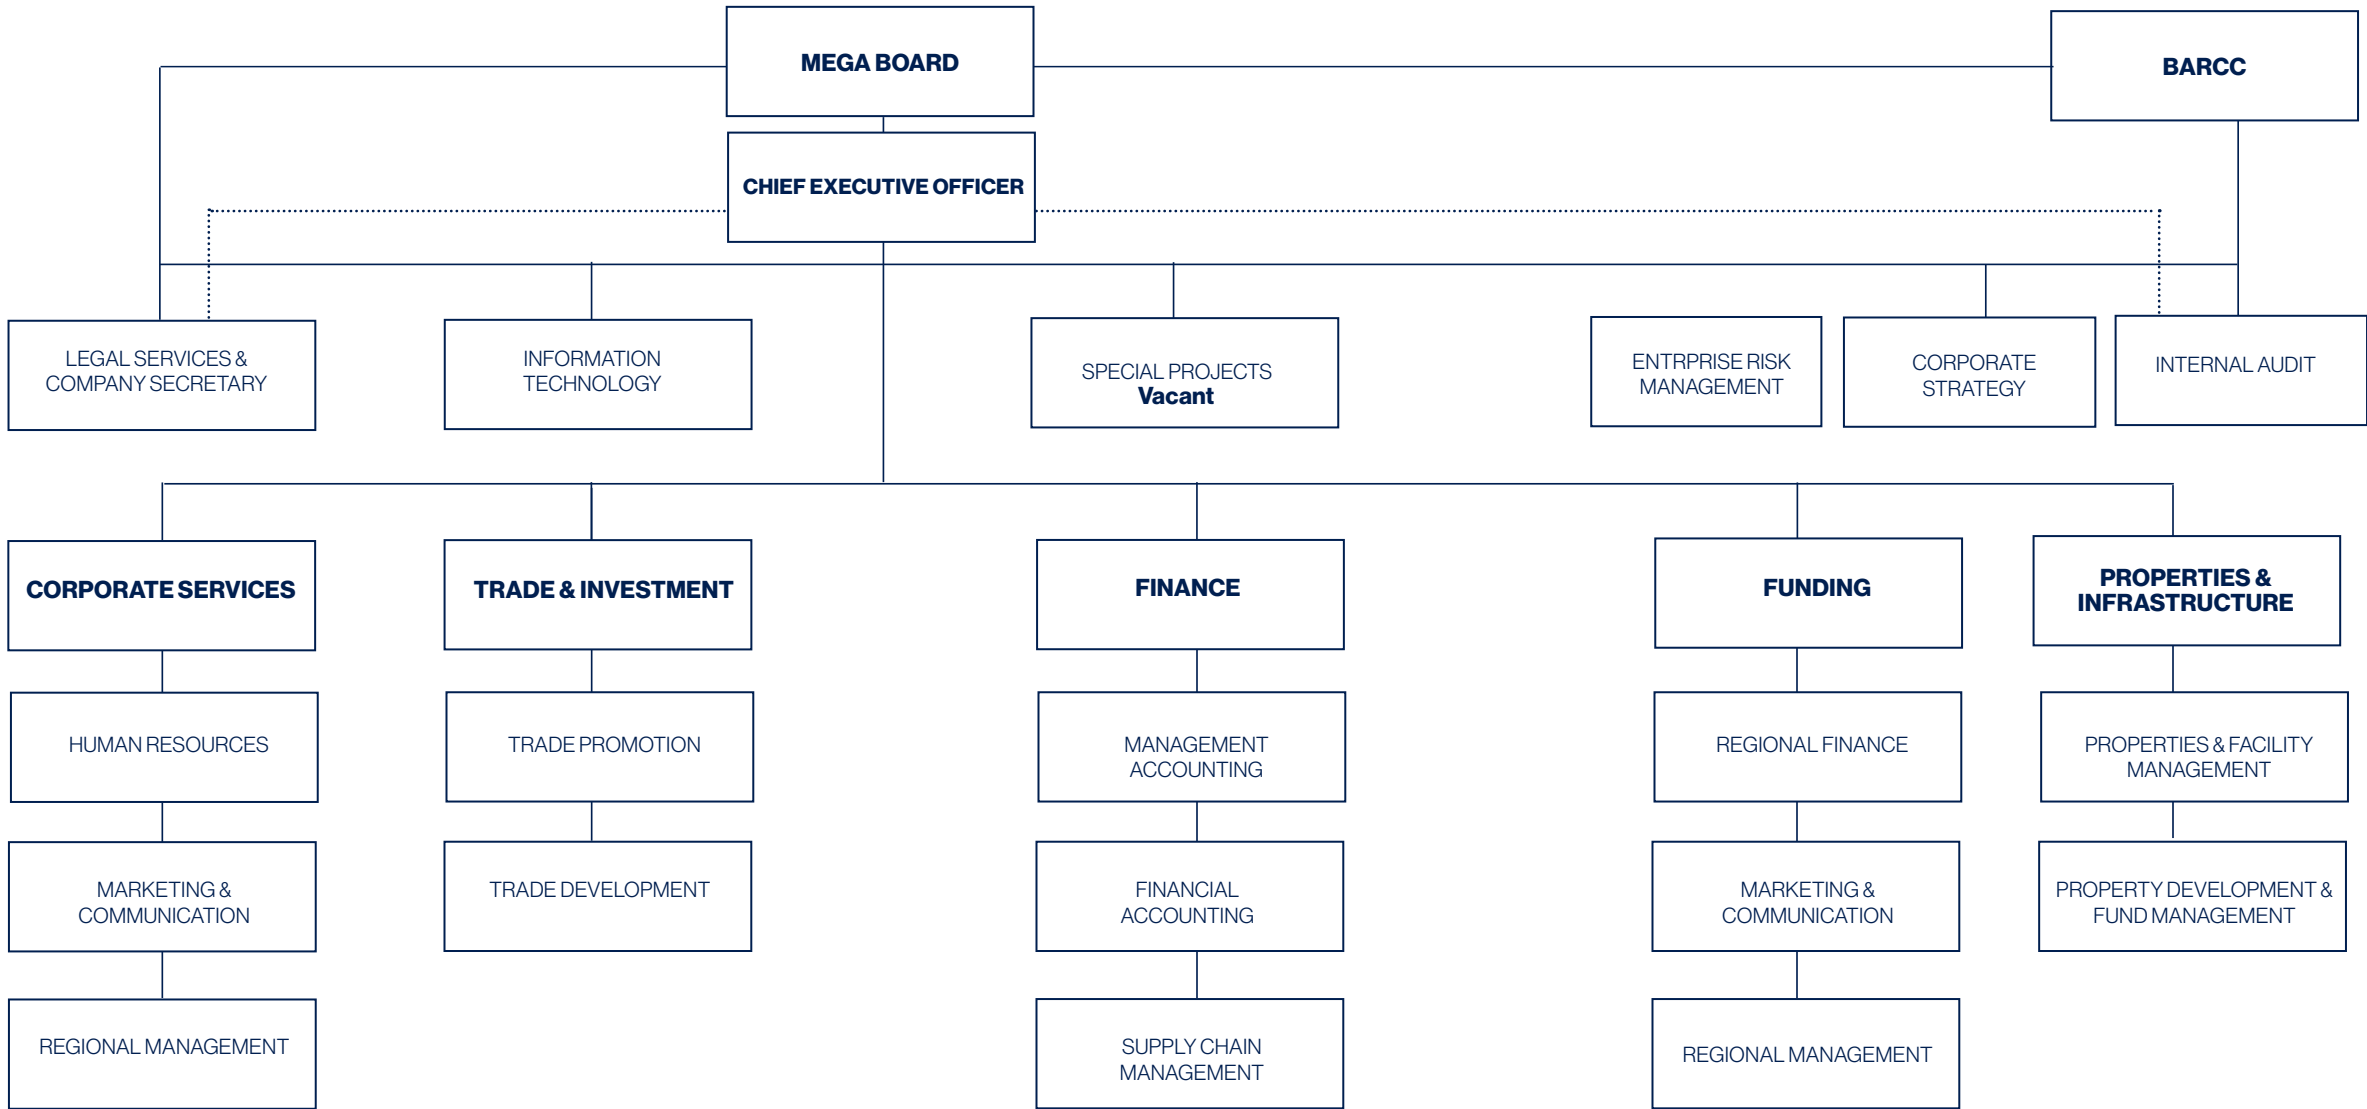 MEGA BOARD
BARCC
CHIEF EXECUTIVE OFFICER
LEGAL SERVICES &
COMPANY SECRETARY
INFORMATION
TECHNOLOGY
SPECIAL PROJECTS
Vacant
ENTRPRISE RISK
MANAGEMENT
CORPORATE
STRATEGY
INTERNAL AUDIT
CORPORATE SERVICES
TRADE & INVESTMENT
FINANCE
FUNDING
PROPERTIES &
INFRASTRUCTURE
HUMAN RESOURCES
TRADE PROMOTION
MANAGEMENT
ACCOUNTING
REGIONAL FINANCE
PROPERTIES & FACILITY
MANAGEMENT
MARKETING &
COMMUNICATION
TRADE DEVELOPMENT
FINANCIAL
ACCOUNTING
MARKETING &
COMMUNICATION
PROPERTY DEVELOPMENT &
FUND MANAGEMENT
REGIONAL MANAGEMENT
SUPPLY CHAIN
MANAGEMENT
REGIONAL MANAGEMENT